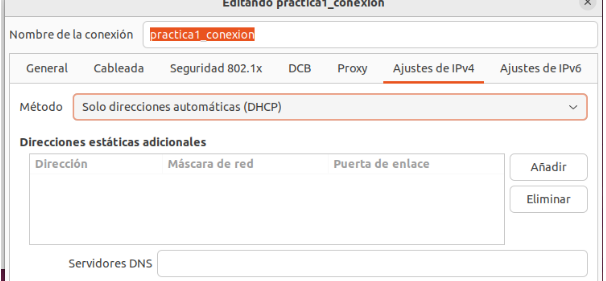 Editando practica1_conexion
Nombre de la conexión practica1_conexion
General Cableada Seguridad 802.1x DCB Proxy Ajustes de IPv4 Ajustes de IPv6
Método Solo direcciones automáticas (DHCP)
Direcciones estáticas adicionales
Dirección Máscara de red Puerta de enlace Añadir
Eliminar
Servidores DNS